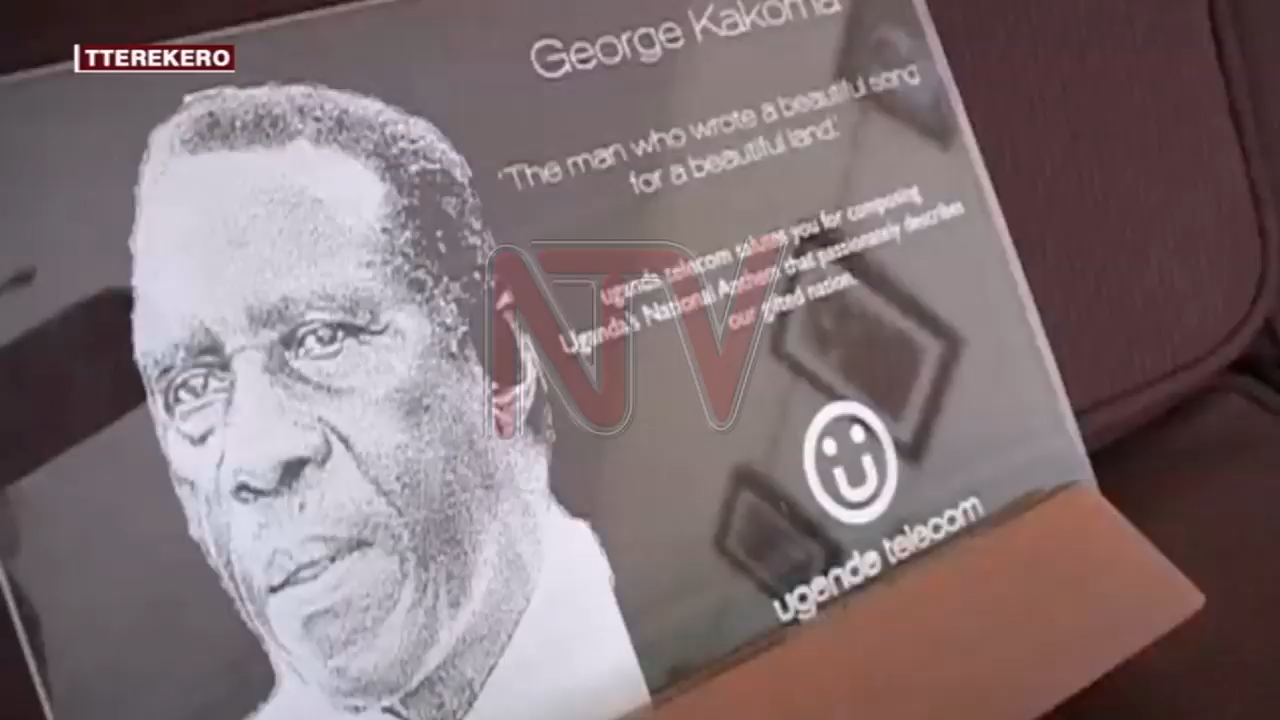 TTEREKERO
George Kakoma
'The man who wrote a beautiful song
for a beautiful land.'
uganda telecom salutes you for composing
Uganda's National Anthem that passionately describes
our gifted nation.
NTV
uganda telecom